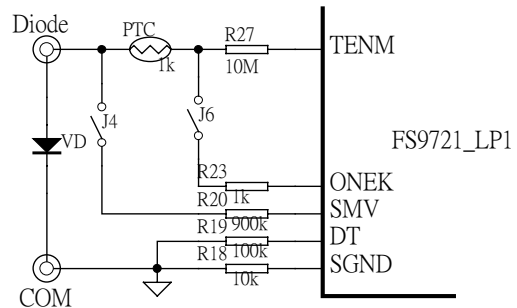 Diode
PTC
1k
R27
10M
TENM
J4
J6
VD
FS9721_LP1
R23
1k
ONEK
R20
900k
SMV
R19
100k
DT
R18
10k
SGND
COM